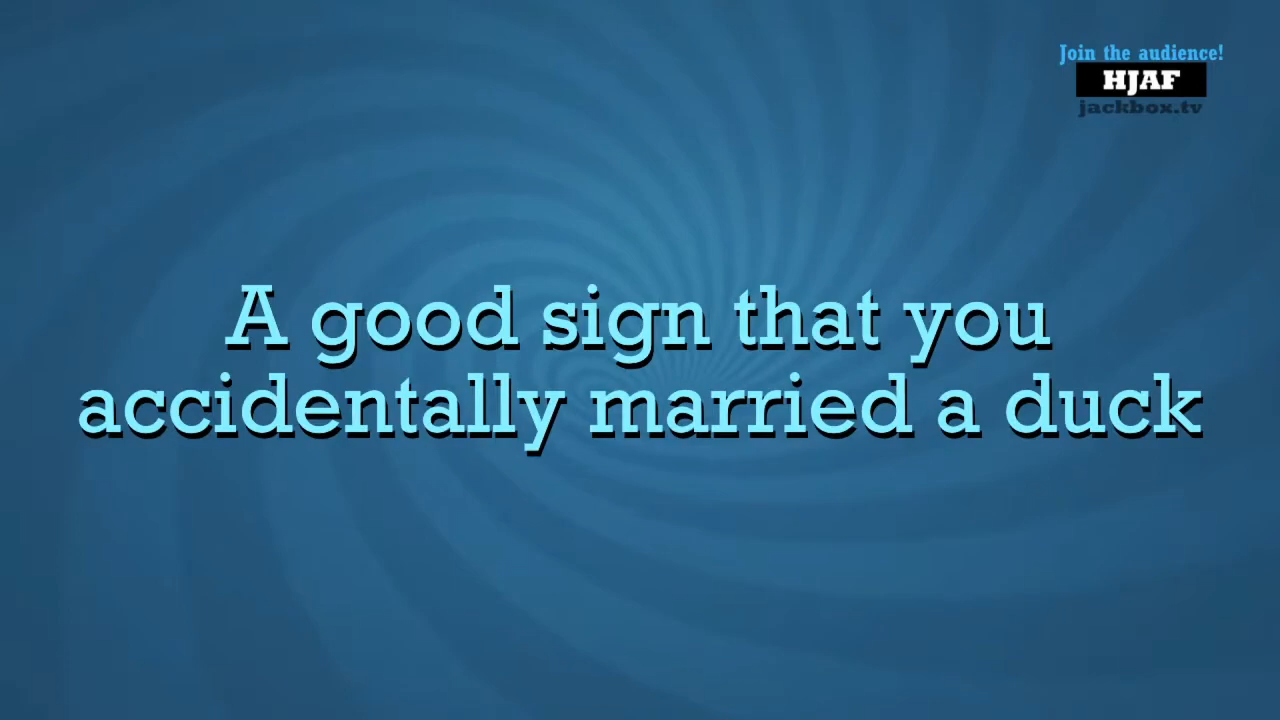 Join the audience!
HJAF
jackbox.tv
A good sign that you
accidentally married a duck